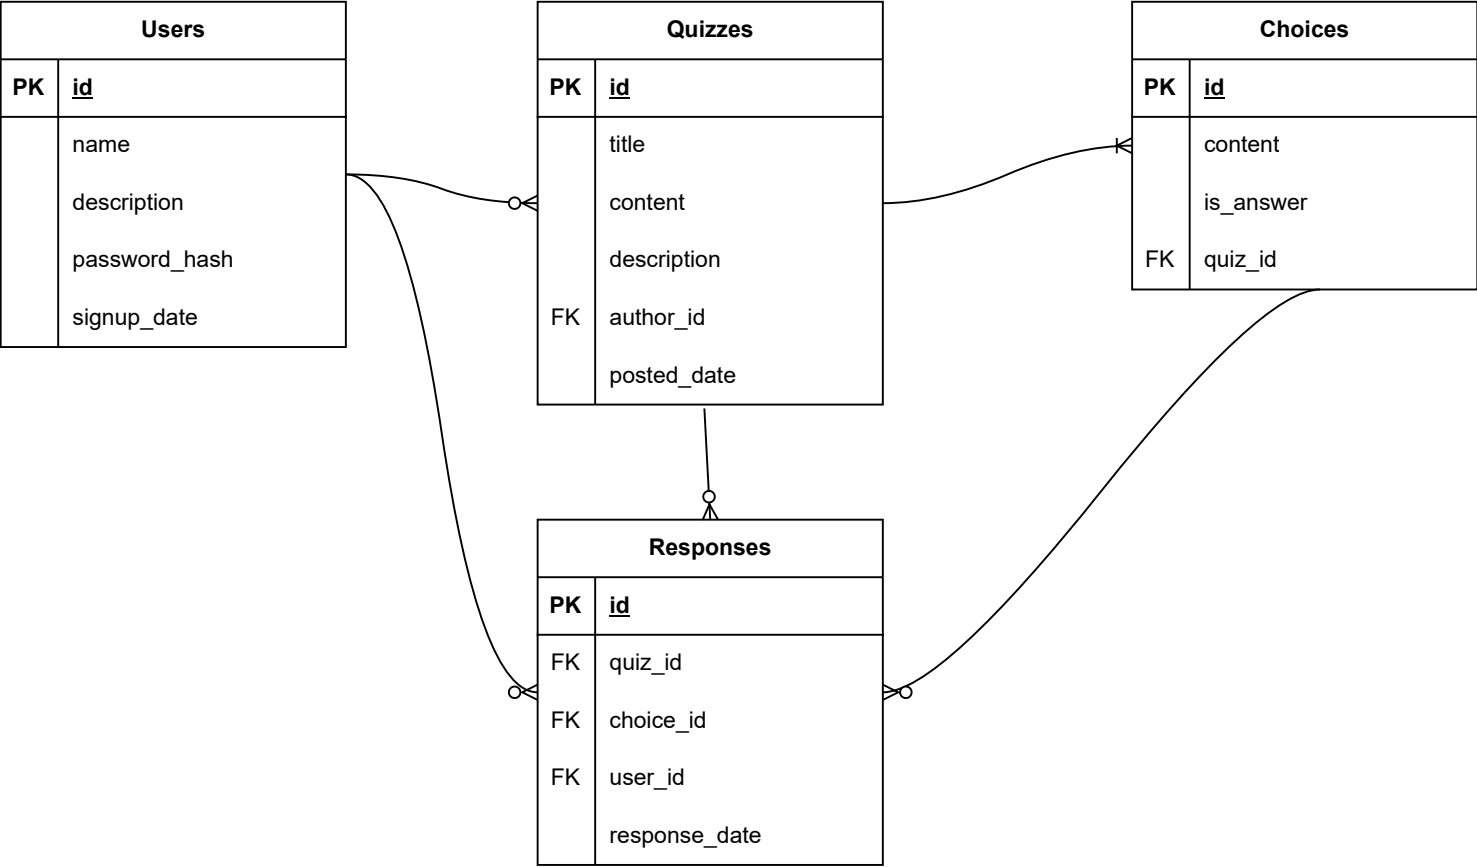 Users
PK id
name
description
password_hash
signup_date
Quizzes
PK id
title
content
description
FK author_id
posted_date
Choices
PK id
content
is_answer
FK quiz_id
Responses
PK id
FK quiz_id
FK choice_id
FK user_id
response_date